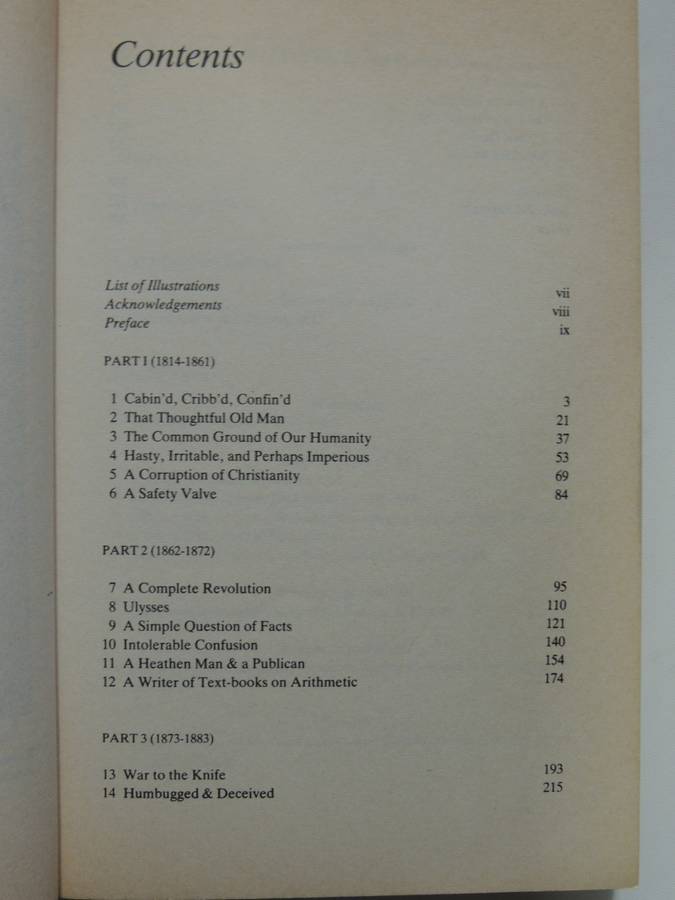 Contents
List of Illustrations vii
Acknowledgements viii
Preface ix
PART 1 (1814-1861)
1 Cabin'd, Cribb'd, Confin'd 3
2 That Thoughtful Old Man 21
3 The Common Ground of Our Humanity 37
4 Hasty, Irritable, and Perhaps Imperious 53
5 A Corruption of Christianity 69
6 A Safety Valve 84
PART 2 (1862-1872)
7 A Complete Revolution 95
8 Ulysses 110
9 A Simple Question of Facts 121
10 Intolerable Confusion 140
11 A Heathen Man & a Publican 154
12 A Writer of Text-books on Arithmetic 174
PART 3 (1873-1883)
13 War to the Knife 193
14 Humbugged & Deceived 215